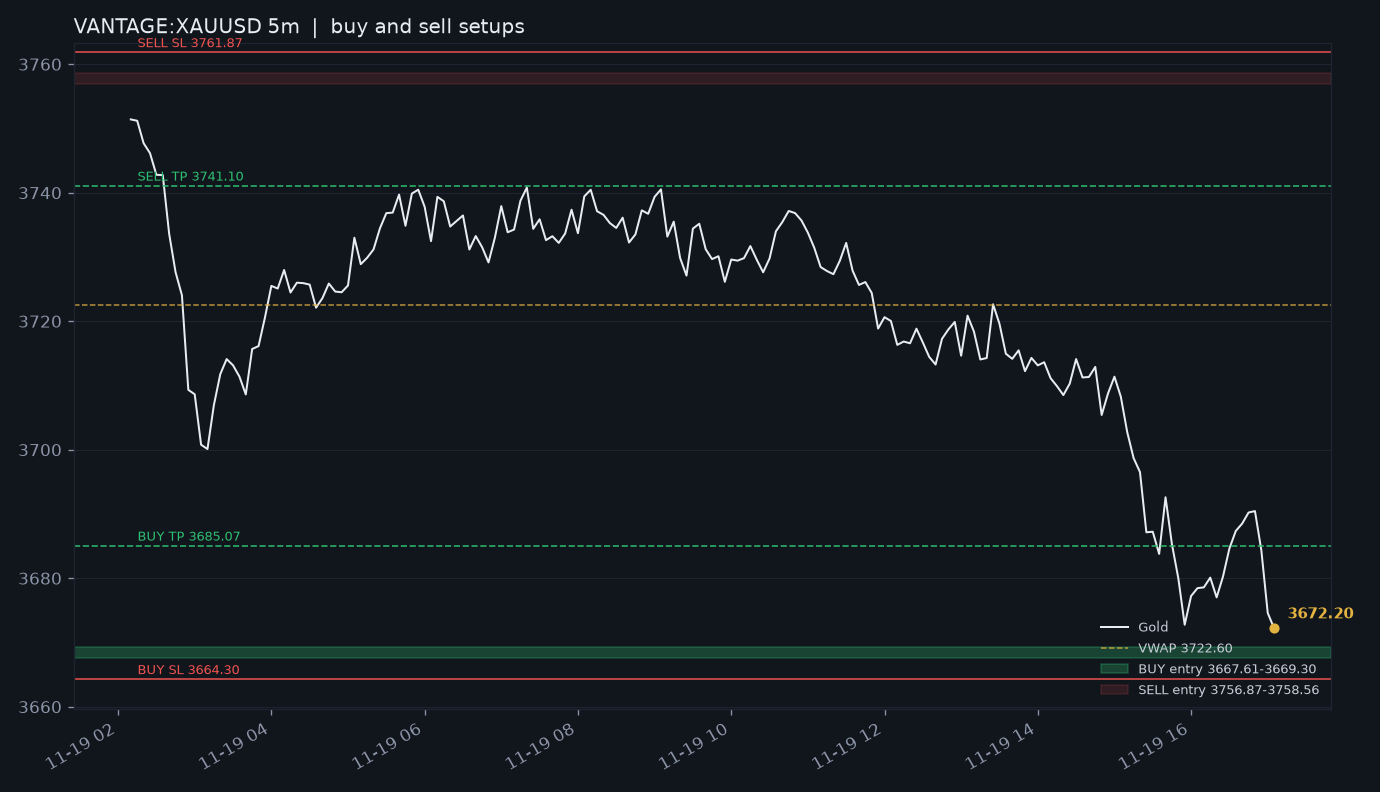 VANTAGE:XAUUSD 5m | buy and sell setups
SELL SL 3761.87
3760
SELL TP 3741.10
3740
3720
3700
BUY TP 3685.07
3680
3672.20
Gold
VWAP 3722.60
BUY SL 3664.30
BUY entry 3667.61-3669.30
SELL entry 3756.87-3758.56
3660
11-19 02
11-19 04
11-19 06
11-19 08
11-19 10
11-19 12
11-19 14
11-19 16